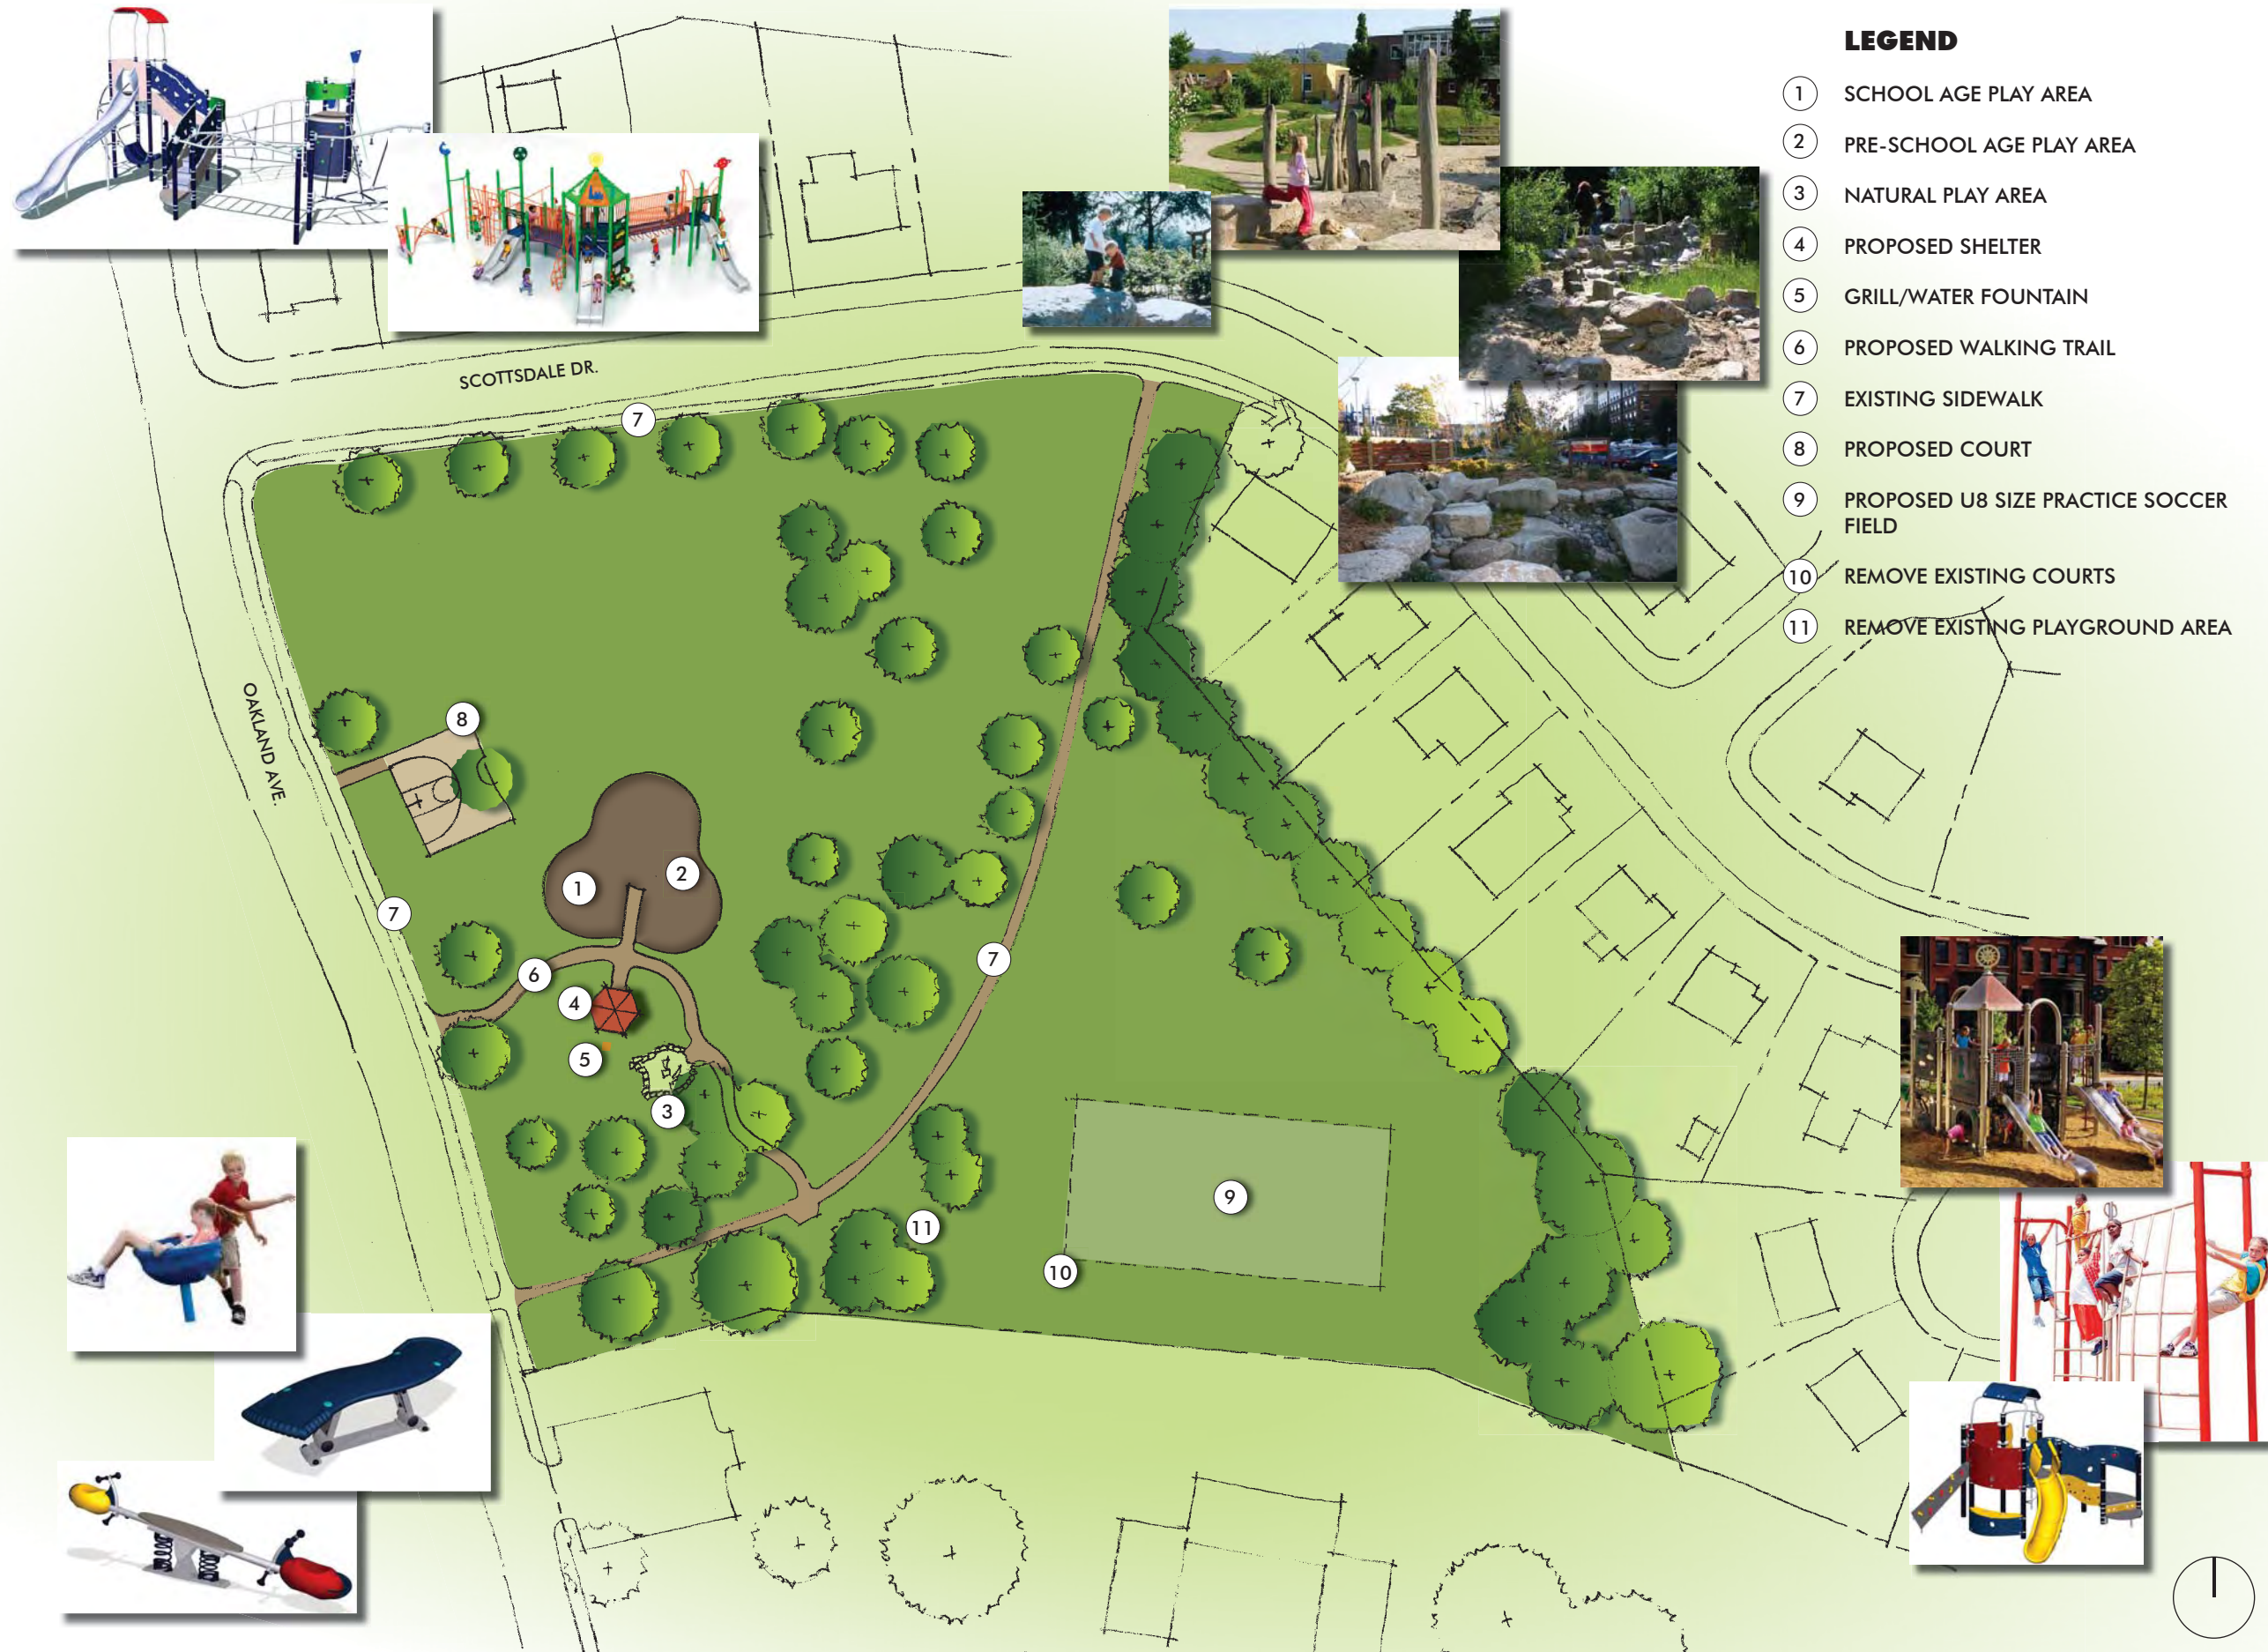 LEGEND
1 SCHOOL AGE PLAY AREA
2 PRE-SCHOOL AGE PLAY AREA
3 NATURAL PLAY AREA
4 PROPOSED SHELTER
5 GRILL/WATER FOUNTAIN
6 PROPOSED WALKING TRAIL
7 EXISTING SIDEWALK
8 PROPOSED COURT
9 PROPOSED U8 SIZE PRACTICE SOCCER
FIELD
10 REMOVE EXISTING COURTS
11 REMOVE EXISTING PLAYGROUND AREA
SCOTTSDALE DR.
7
OAKLAND AVE.
8
1
2
7
7
6
4
5
3
9
11
10